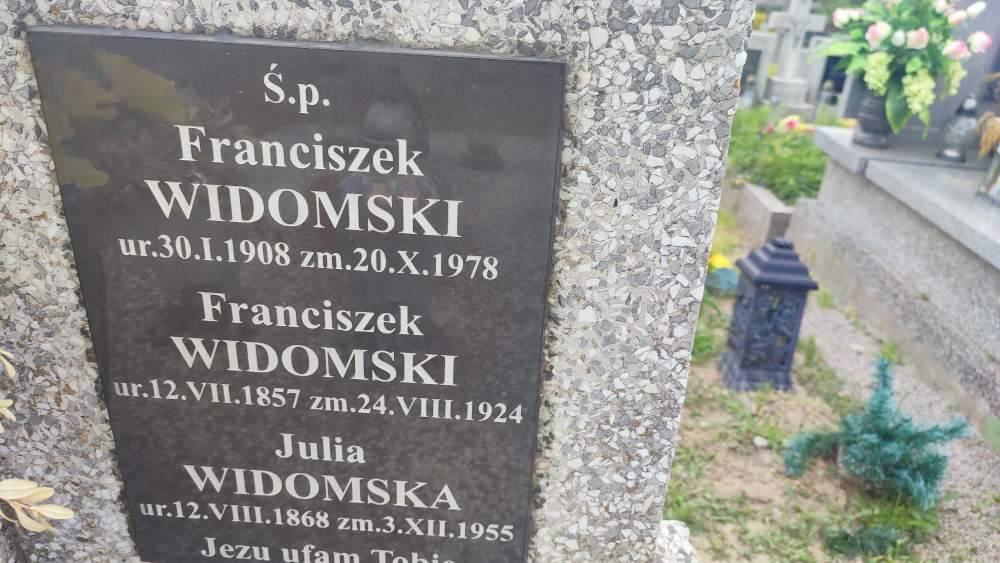 Ś.p.
Franciszek
WIDOMSKI
ur.30.I.1908 zm.20.X.1978
Franciszek
WIDOMSKI
ur.12.VII.1857 zm.24.VIII.1924
Julia
WIDOMSKA
ur.12.VIII.1868 zm.3.XII.1955
Jezu ufam Tobie